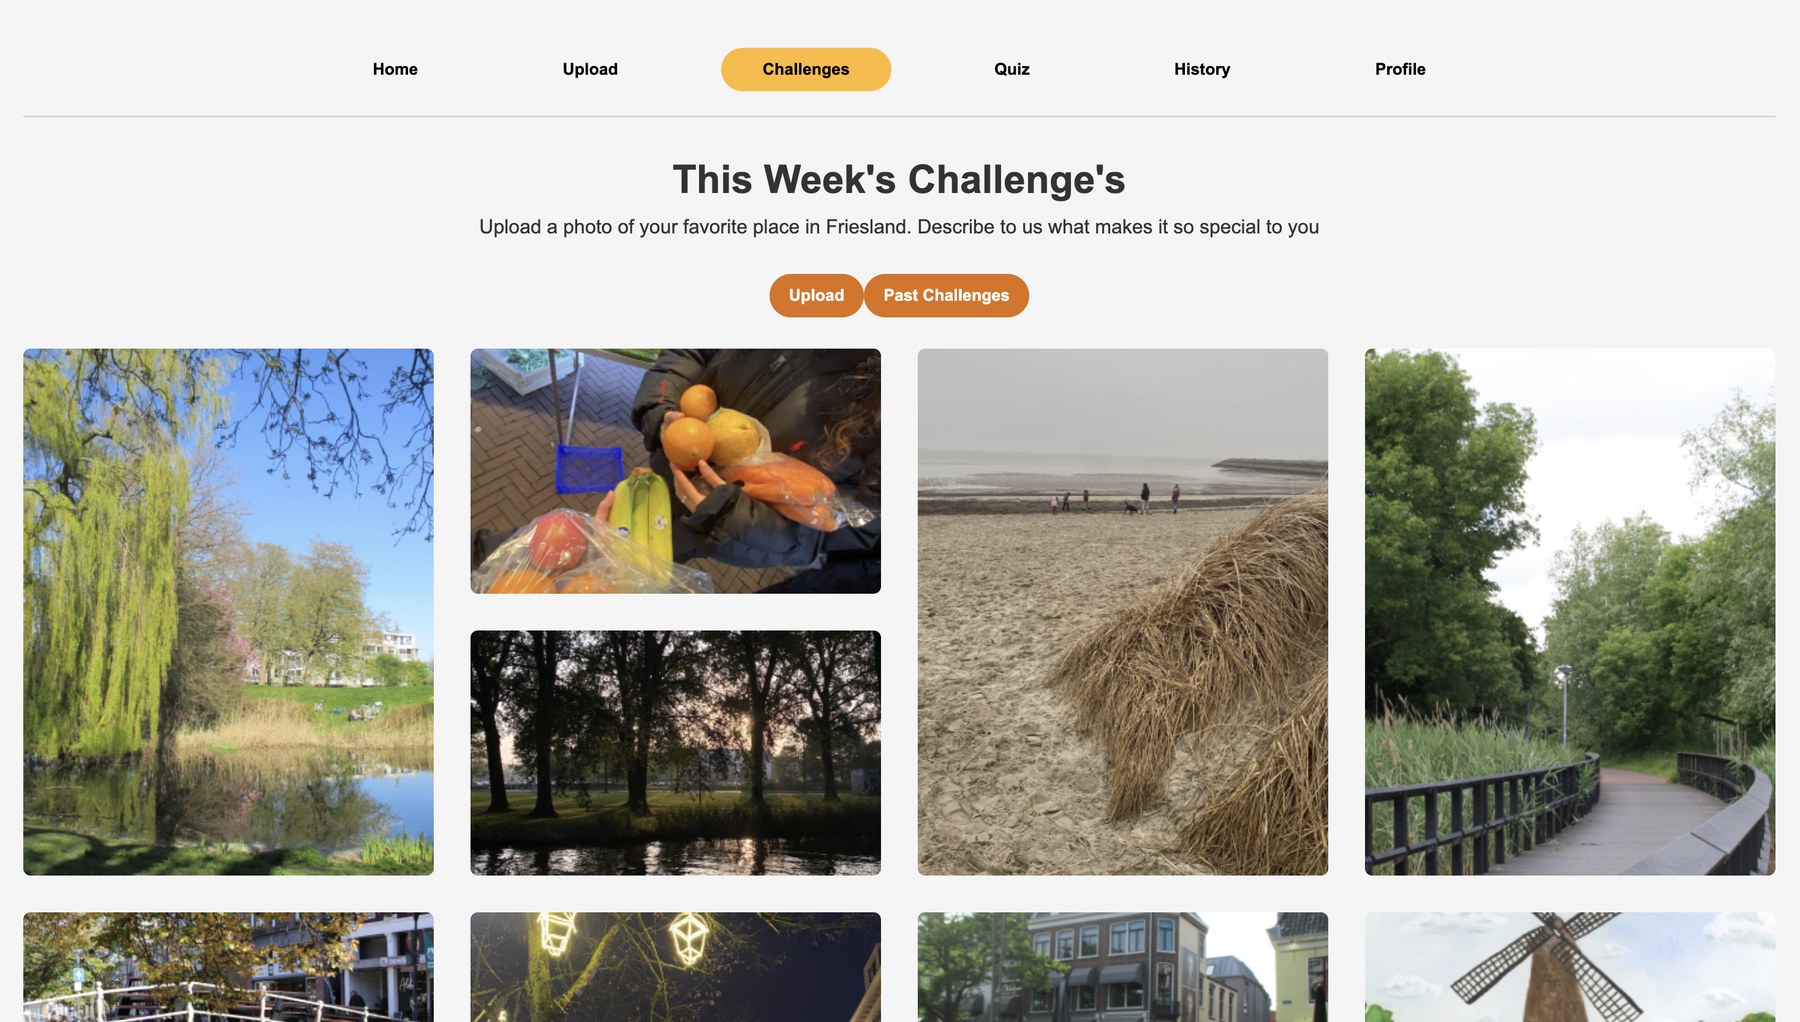 Home
Upload
Challenges
Quiz
History
Profile
This Week's Challenge's
Upload a photo of your favorite place in Friesland. Describe to us what makes it so special to you
Upload
Past Challenges